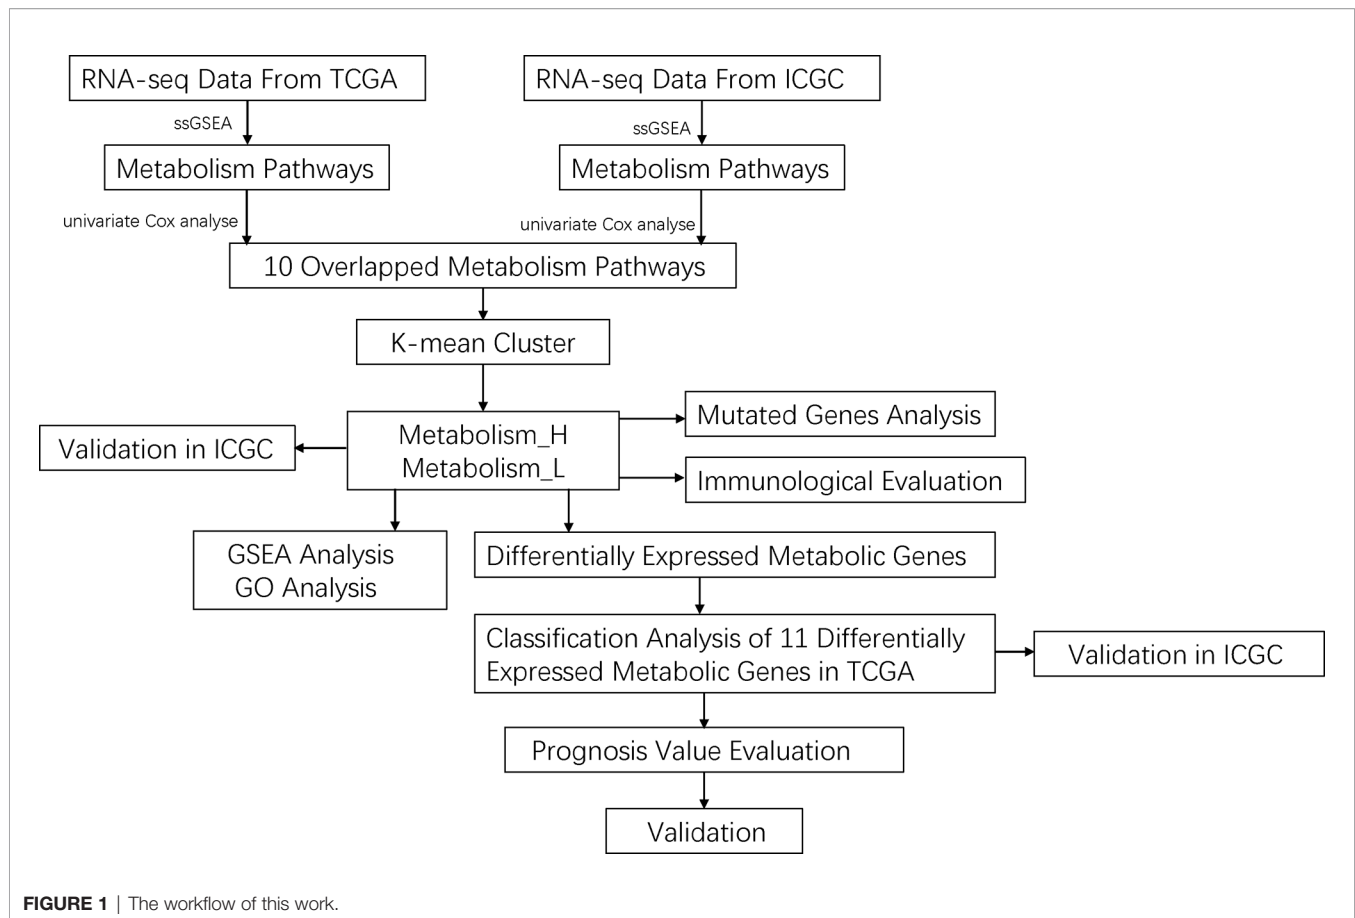 RNA-seq Data From TCGA
RNA-seq Data From ICGC
ssGSEA
ssGSEA
Metabolism Pathways
Metabolism Pathways
univariate Cox analyse
univariate Cox analyse
10 Overlapped Metabolism Pathways
K-mean Cluster
Metabolism_H
Metabolism_L
Mutated Genes Analysis
Validation in ICGC
Immunological Evaluation
GSEA Analysis
GO Analysis
Differentially Expressed Metabolic Genes
Classification Analysis of 11 Differentially
Expressed Metabolic Genes in TCGA
Validation in ICGC
Prognosis Value Evaluation
Validation
FIGURE 1 | The workflow of this work.